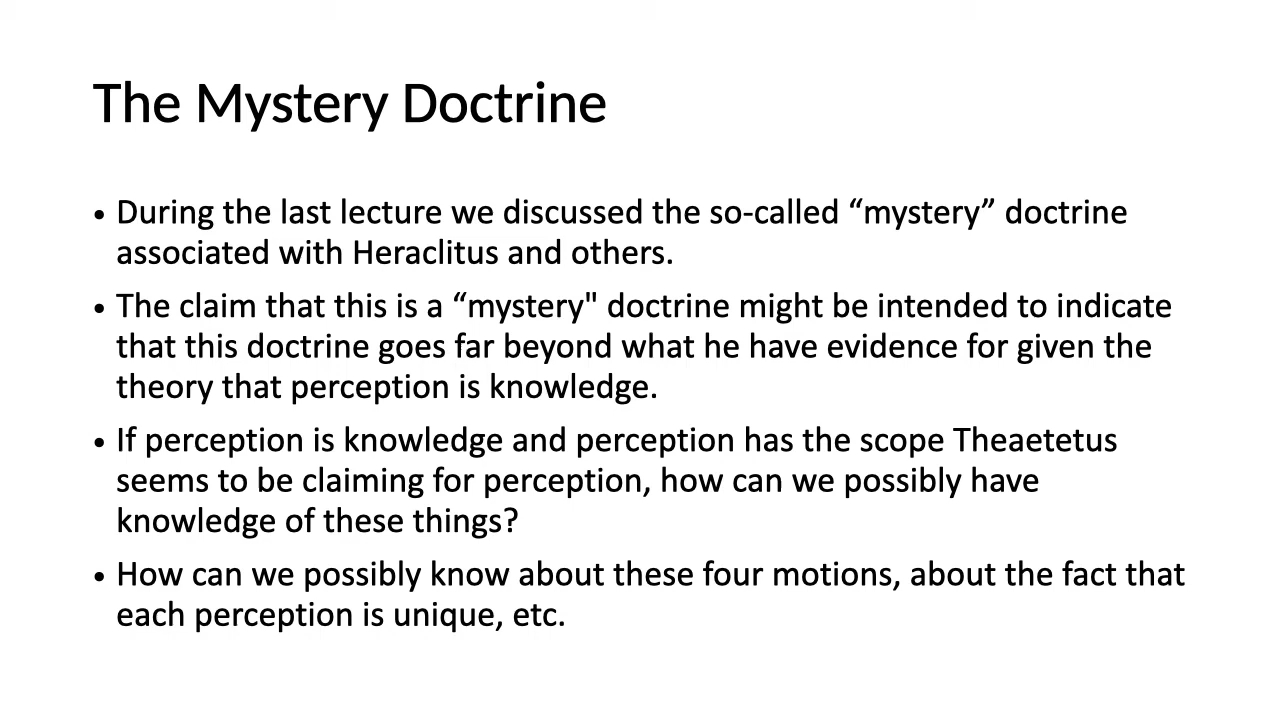 The Mystery Doctrine
• During the last lecture we discussed the so-called “mystery” doctrine
associated with Heraclitus and others.
• The claim that this is a “mystery" doctrine might be intended to indicate
that this doctrine goes far beyond what he have evidence for given the
theory that perception is knowledge.
• If perception is knowledge and perception has the scope Theaetetus
seems to be claiming for perception, how can we possibly have
knowledge of these things?
• How can we possibly know about these four motions, about the fact that
each perception is unique, etc.